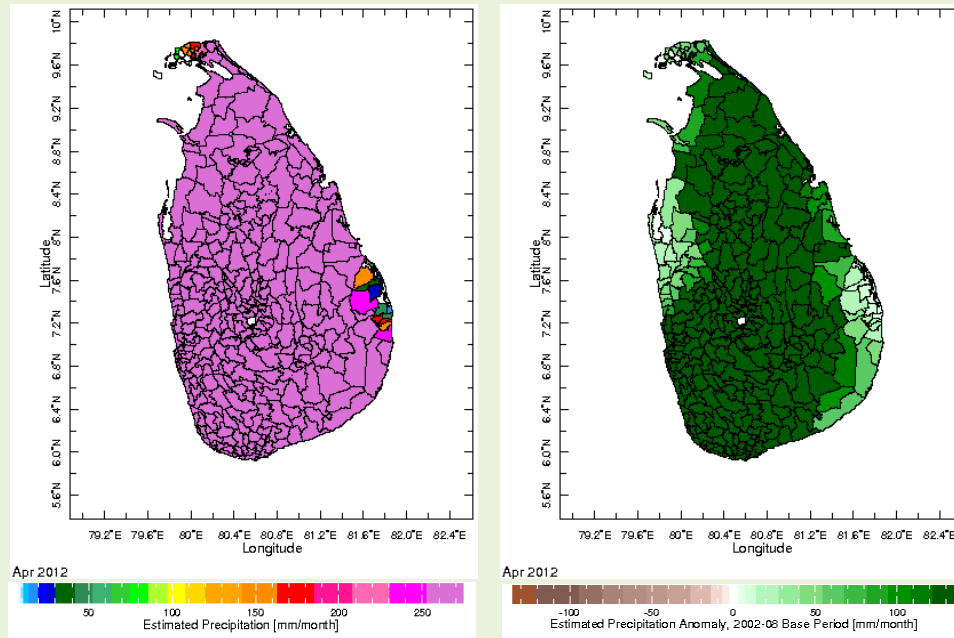 10°N
9.6°N
9.2°N
8.8°N
8.4°N
8°N
7.6°N
7.2°N
6.8°N
6.4°N
6.0°N
5.6°N
Latitude
79.2°E 79.6°E 80°E 80.4°E 80.8°E 81.2°E 81.6°E 82.0°E 82.4°E
Longitude
Apr 2012
50 100 150 200 250
Estimated Precipitation [mm/month]
10°N
9.6°N
9.2°N
8.8°N
8.4°N
8°N
7.6°N
7.2°N
6.8°N
6.4°N
6.0°N
5.6°N
Latitude
79.2°E 79.6°E 80°E 80.4°E 80.8°E 81.2°E 81.6°E 82.0°E
Longitude
Apr 2012
-100 -50 0 50 100
Estimated Precipitation Anomaly, 2002-08 Base Period [mm/month]